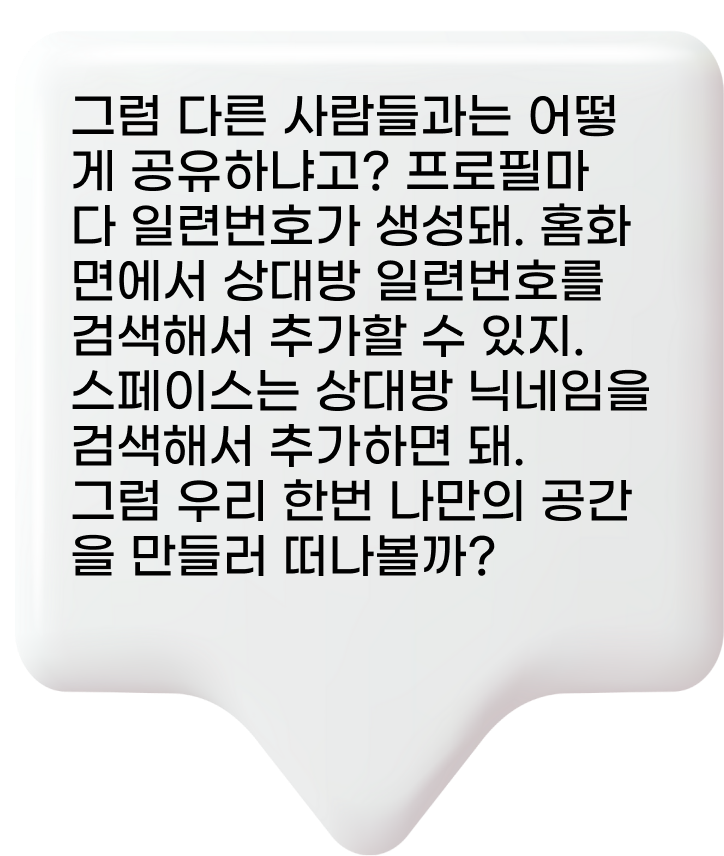 그럼 다른 사람들과는 어떻
게 공유하냐고? 프로필마
다 일련번호가 생성돼. 홈화
면에서 상대방 일련번호를
검색해서 추가할 수 있지.
스페이스는 상대방 닉네임을
검색해서 추가하면 돼.
그럼 우리 한번 나만의 공간
을 만들러 떠나볼까?